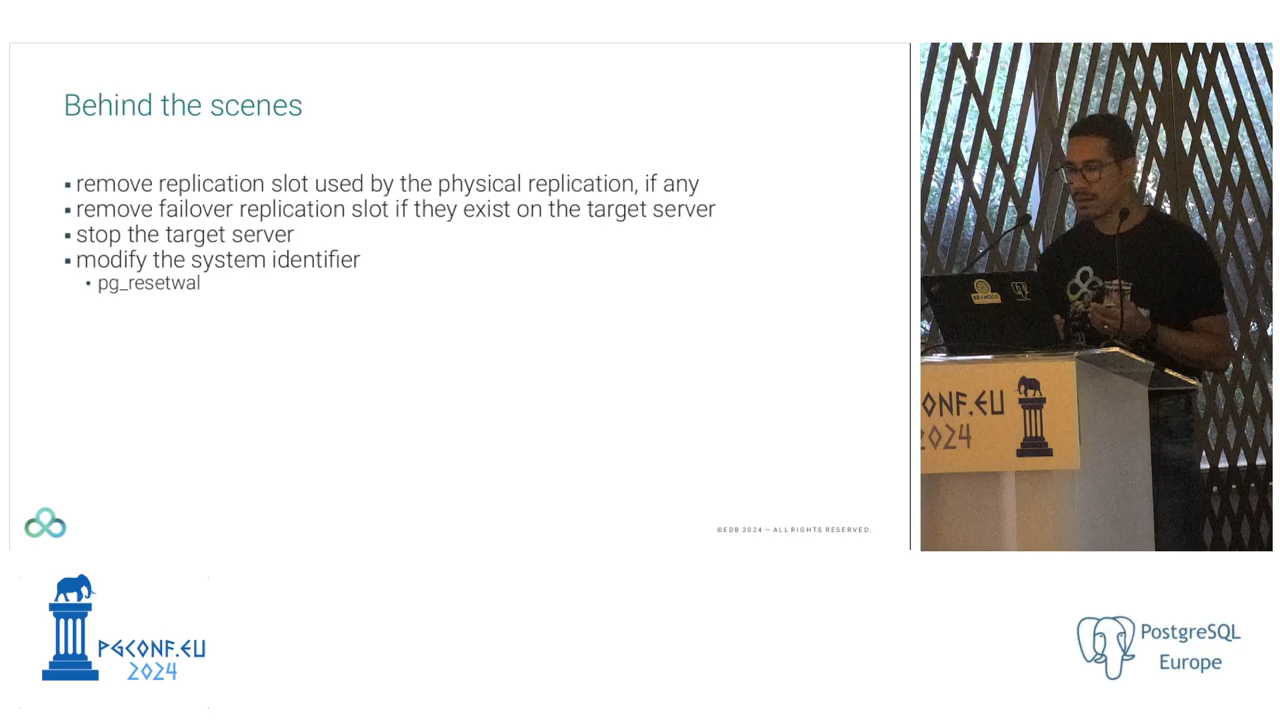 Behind the scenes
▪ remove replication slot used by the physical replication, if any
▪ remove failover replication slot if they exist on the target server
▪ stop the target server
▪ modify the system identifier
• pg_resetwal
©EDB 2024 — ALL RIGHTS RESERVED.
ONF.EU
2024
PGCONF.EU
2024
PostgreSQL
Europe